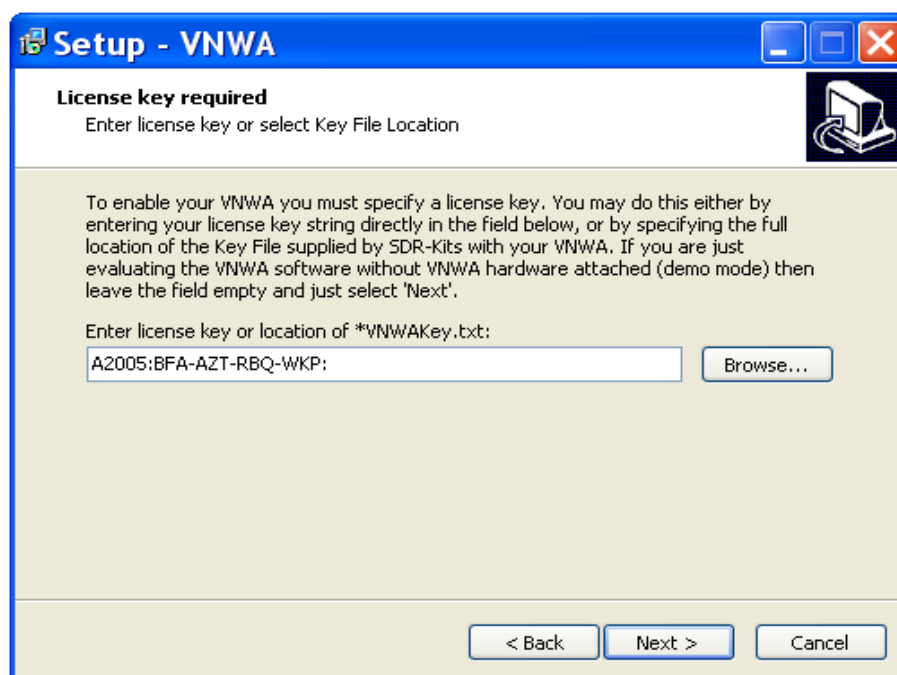 Setup - VNWA
License key required
Enter license key or select Key File Location
To enable your VNWA you must specify a license key. You may do this either by
entering your license key string directly in the field below, or by specifying the full
location of the Key File supplied by SDR-Kits with your VNWA. If you are just
evaluating the VNWA software without VNWA hardware attached (demo mode) then
leave the field empty and just select 'Next'.
Enter license key or location of *VNWAKey.txt:
A2005:BFA-AZT-RBQ-WKP:
Browse...
< Back
Next >
Cancel